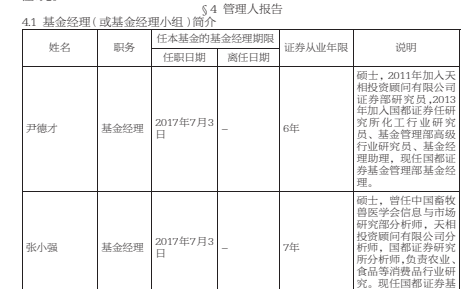 §4 管理人报告
4.1 基金经理（或基金经理小组）简介
姓名 职务 任本基金的基金经理期限 证券从业年限 说明
任职日期 离任日期
尹德才 基金经理 2017年7月3日 – 6年
硕士，2011年加入天
相投资顾问有限公司
证券部研究员,2013
年加入国都证券任研
究所化工行业研究
员、基金管理部高级
行业研究员、基金经
理助理，现任国都证
券基金管理部基金经
理。
张小强 基金经理 2017年7月3日 – 7年
硕士，曾任中国畜牧
兽医学会信息与市场
研究部分析师，天相
投资顾问有限公司分
析师，国都证券研究
所分析师,负责农业、
食品等消费品行业研
究。现任国都证券基